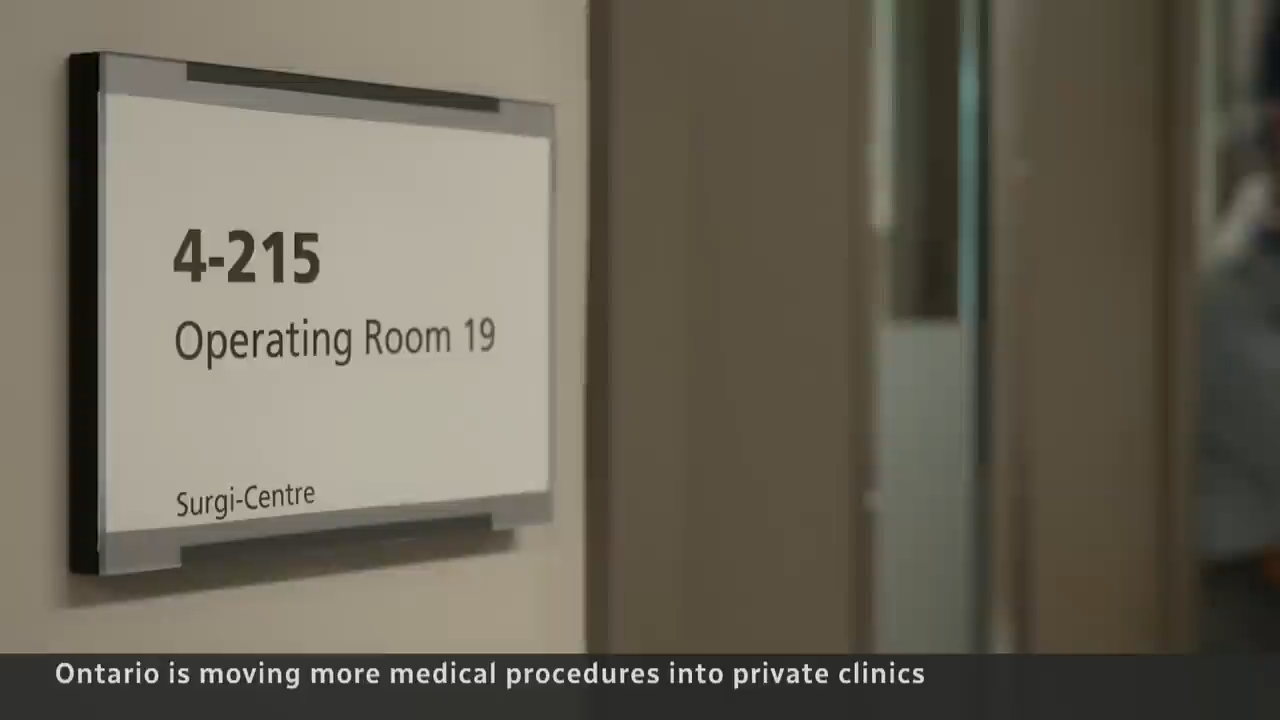 4-215
Operating Room 19
Surgi-Centre
Ontario is moving more medical procedures into private clinics